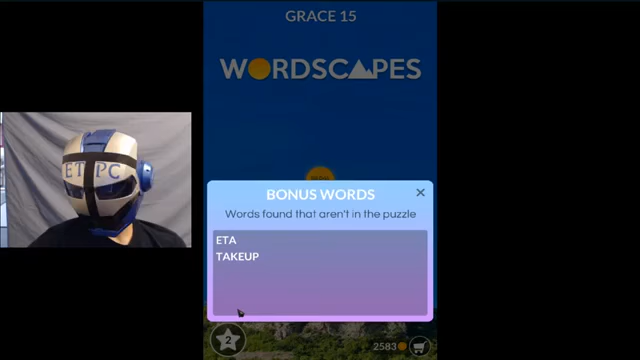 GRACE 15
WORDSCAPES
BONUS WORDS
Words found that aren't in the puzzle
ETA
TAKEUP
2
2583
ET PC